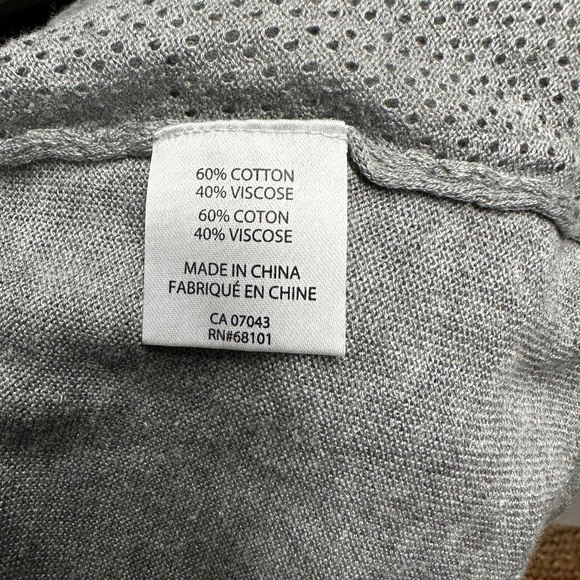 60% COTTON
40% VISCOSE
60% COTON
40% VISCOSE
MADE IN CHINA
FABRIQUÉ EN CHINE
CA 07043
RN#68101